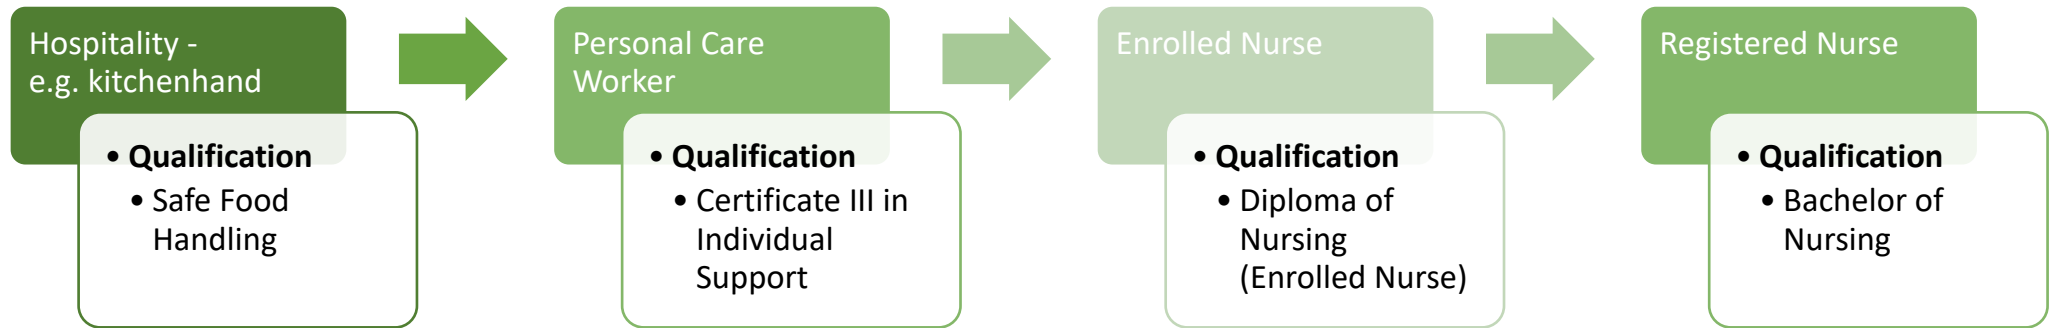 Hospitality -
e.g. kitchenhand
• Qualification
• Safe Food
Handling
Personal Care
Worker
• Qualification
• Certificate III in
Individual
Support
Enrolled Nurse
• Qualification
• Diploma of
Nursing
(Enrolled Nurse)
Registered Nurse
• Qualification
• Bachelor of
Nursing